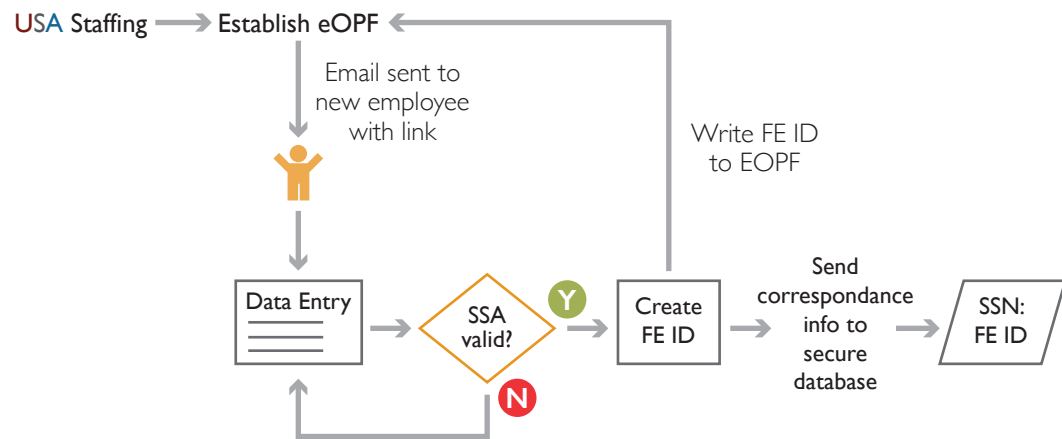 USA Staffing
Establish eOPF
Email sent to
new employee
with link
Write FE ID
to EOPF
Data Entry
SSA
valid?
Y
N
Create
FE ID
Send
correspondance
info to
secure
database
SSN:
FE ID